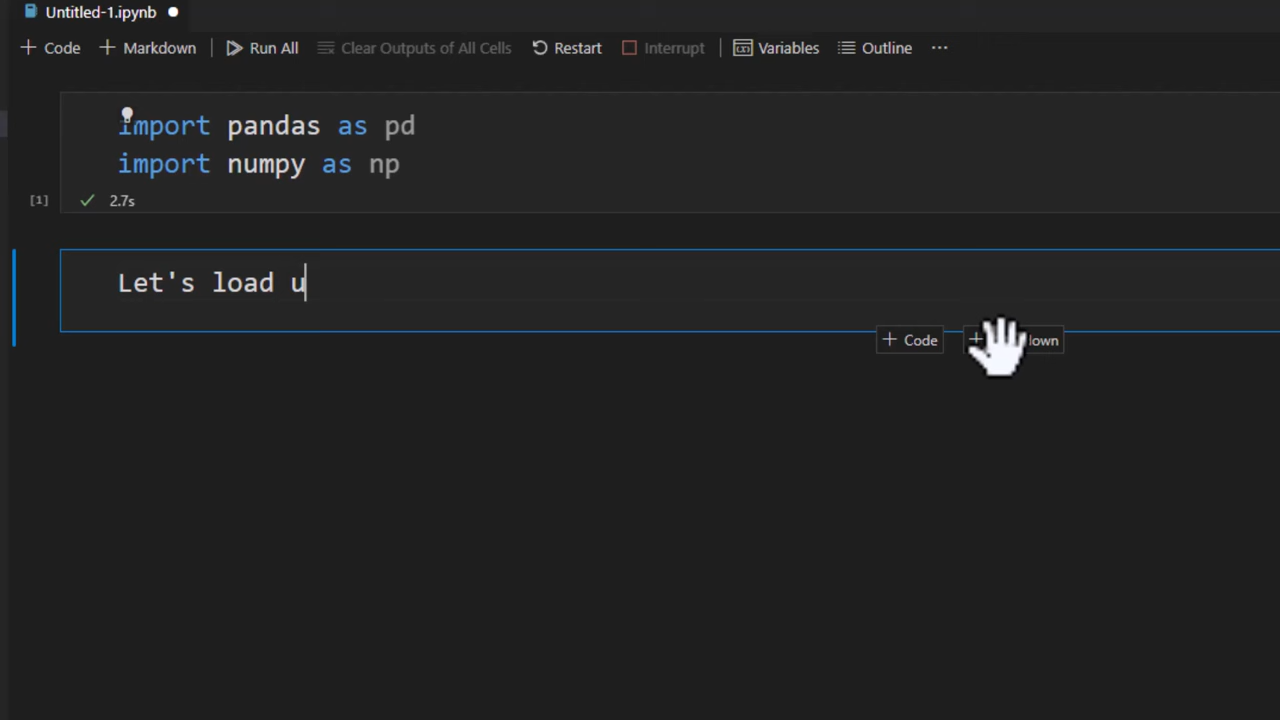 Untitled-1.ipynb
+ Code + Markdown Run All Clear Outputs of All Cells Restart Interrupt Variables Outline ...
import pandas as pd
import numpy as np
[1] 2.7s
Let's load u
+ Code + down